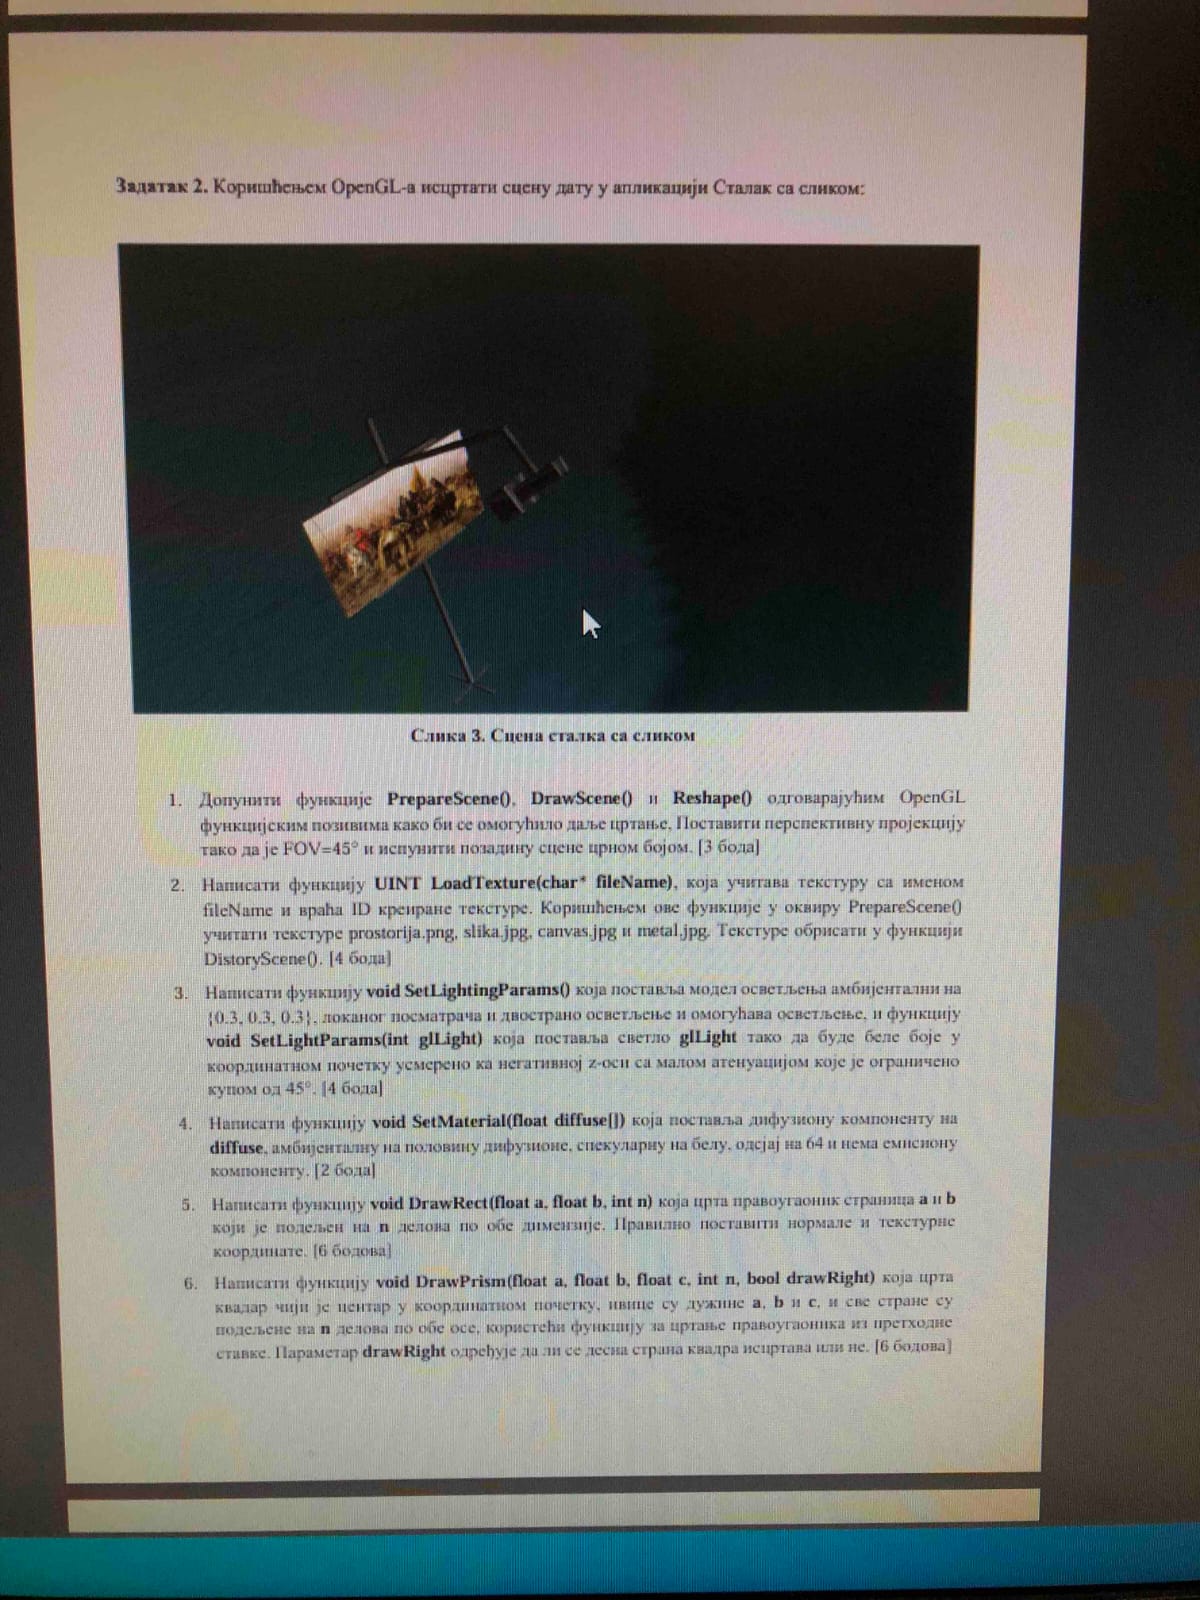 Задатак 2. Коришћењем OpenGL-а исцртати сцену дату у апликацији Сталак са сликом:
Слика 3. Сцена сталка са сликом
1. Допунити функције PrepareScene(), DrawScene() и Reshape() одговарајућим OpenGL
функцијским позивима како би се омогућило даље цртање. Поставити перспективну пројекцију
тако да је FOV=45° и испунити позадину сцене црном бојом. [3 бода]
2. Написати функцију UINT LoadTexture(char* fileName), која учитава текстуру са именом
fileName и враћа ID креиране текстуре. Коришћењем ове функције у оквиру PrepareScene()
учитати текстуре prostorija.png, slika.jpg, canvas.jpg и metal.jpg. Текстуре обрисати у функцији
DistoryScene(). [4 бода]
3. Написати функцију void SetLightingParams() која поставља модел осветљења амбијентални на
{0.3, 0.3, 0.3}, локаног посматрача и двострано осветљење и омогућава осветљење, и функцију
void SetLightParams(int glLight) која поставља светло glLight тако да буде беле боје у
координатном почетку усмерено ка негативној z-оси са малом атенуацијом које је ограничено
купом од 45°. [4 бода]
4. Написати функцију void SetMaterial(float diffuse[]) која поставља дифузиону компоненту на
diffuse, амбијенталну на половину дифузионе, спекуларну на белу, одсјај на 64 и нема емисиону
компоненту. [2 бода]
5. Написати функцију void DrawRect(float a, float b, int n) која црта правоугаоник страница a и b
који је подељен на n делова по обе димензије. Правилно поставити нормале и текстурне
координате. [6 бодова]
6. Написати функцију void DrawPrism(float a, float b, float c, int n, bool drawRight) која црта
квадар чији је центар у координатном почетку, ивице су дужине a, b и c, и све стране су
подељене на n делова по обе осе, користећи функцију за цртање правоугаоника из претходне
ставке. Параметар drawRight одређује да ли се десна страна квадра исцртава или не. [6 бодова]